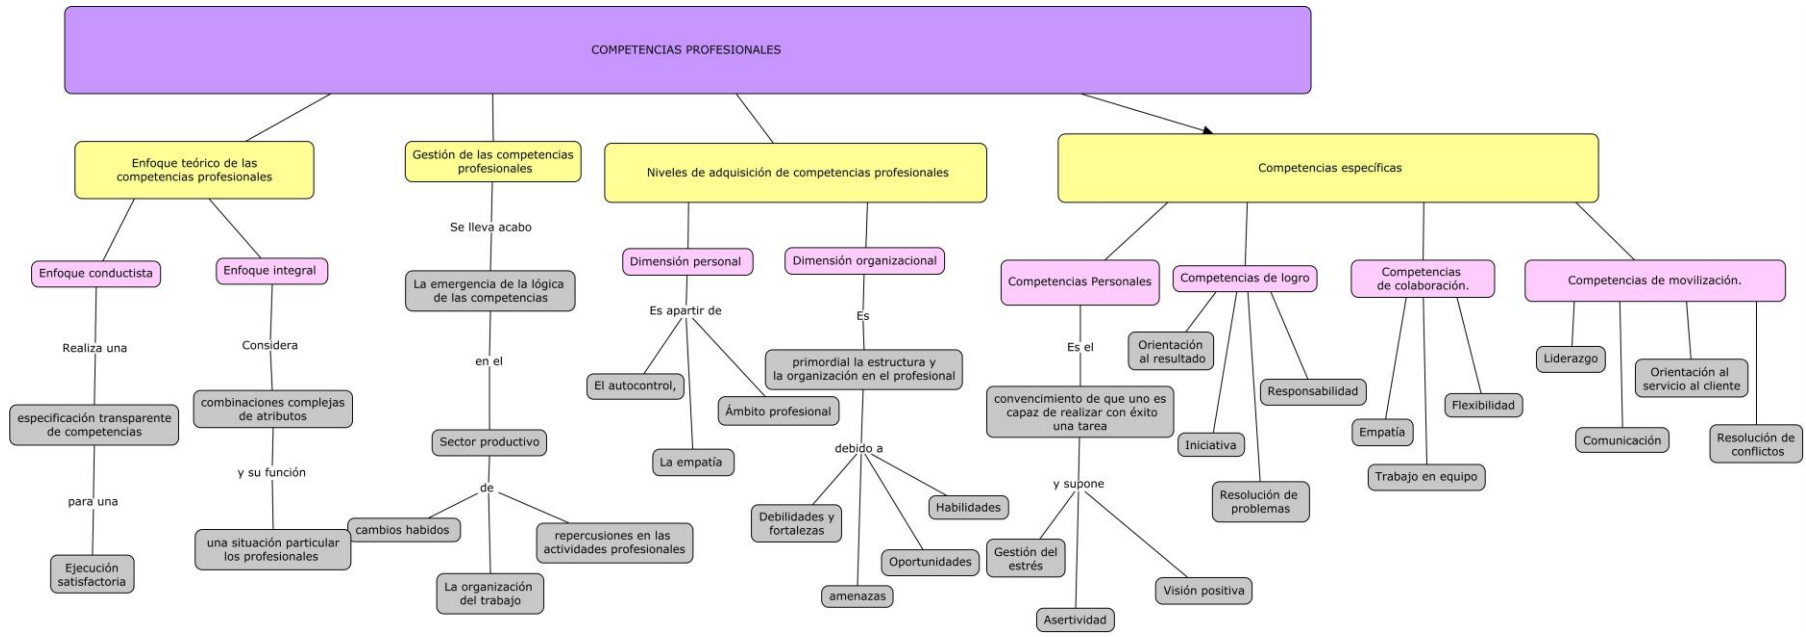 COMPETENCIAS PROFESIONALES
Enfoque teórico de las
competencias profesionales
Enfoque conductista
Realiza una
especificación transparente
de competencias
para una
Ejecución
satisfactoria
Enfoque integral
Considera
combinaciones complejas
de atributos
y su función
una situación particular
los profesionales
Gestión de las competencias
profesionales
Se lleva acabo
La emergencia de la lógica
de las competencias
en el
Sector productivo
de
cambios habidos
La organización
del trabajo
repercusiones en las
actividades profesionales
Niveles de adquisición de competencias profesionales
Dimensión personal
Es apartir de
El autocontrol,
La empatía
Ámbito profesional
Dimensión organizacional
Es
primordial la estructura y
la organización en el profesional
debido a
Debilidades y
fortalezas
amenazas
Oportunidades
Habilidades
Competencias específicas
Competencias Personales
Es el
convencimiento de que uno es
capaz de realizar con éxito
una tarea
y supone
Gestión del
estrés
Asertividad
Visión positiva
Competencias de logro
Orientación
al resultado
Iniciativa
Resolución de
problemas
Responsabilidad
Competencias
de colaboración.
Empatía
Trabajo en equipo
Flexibilidad
Competencias de movilización.
Liderazgo
Comunicación
Orientación al
servicio al cliente
Resolución de
conflictos